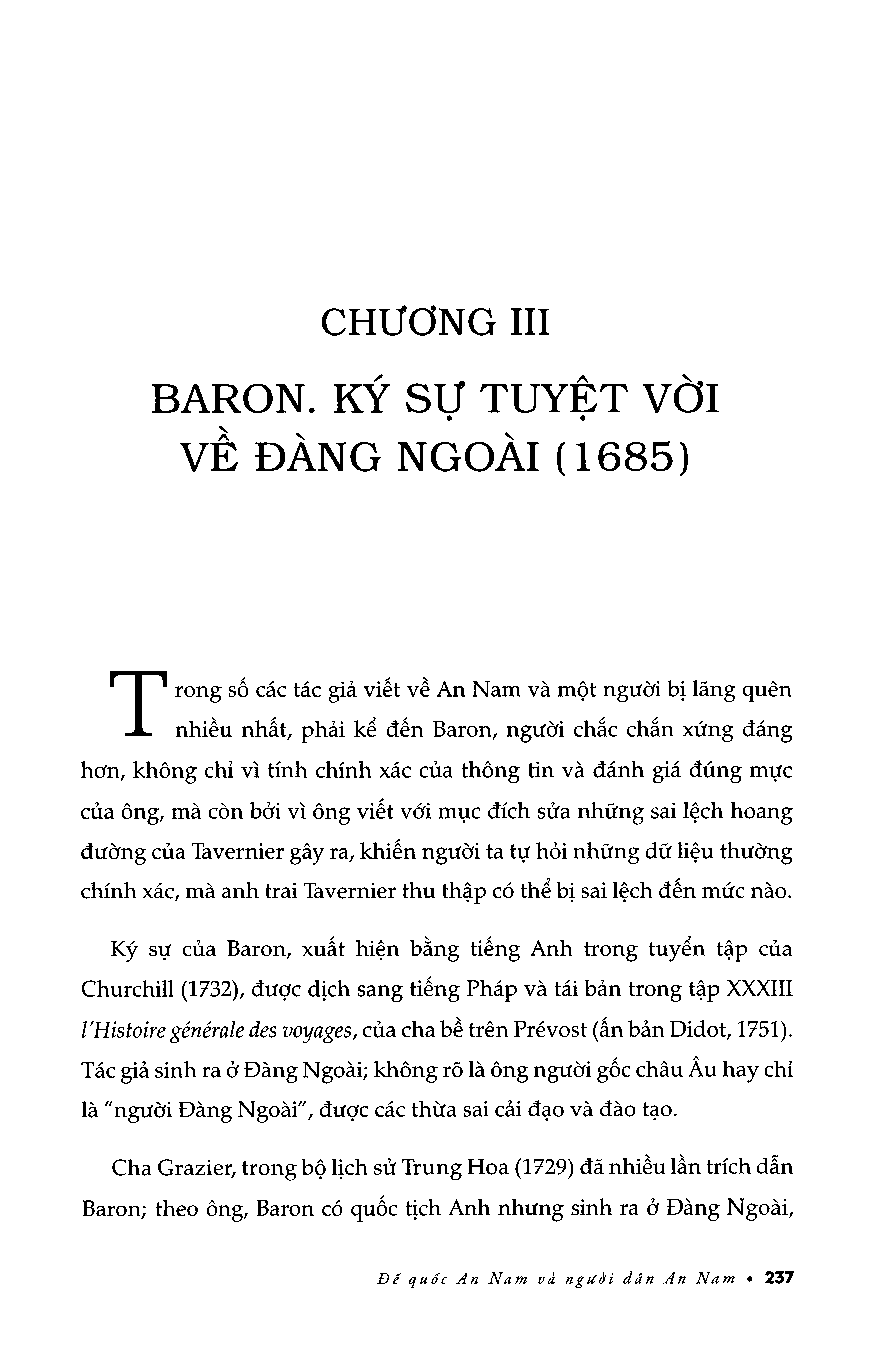 CHƯƠNG III
BARON. KÝ SỰ TUYỆT VỜI
VỀ ĐÀNG NGOÀI (1685)
Trong số các tác giả viết về An Nam và một người bị lãng quên
nhiều nhất, phải kể đến Baron, người chắc chắn xứng đáng
hơn, không chỉ vì tính chính xác của thông tin và đánh giá đúng mực
của ông, mà còn bởi vì ông viết với mục đích sửa những sai lệch hoang
đường của Tavernier gây ra, khiến người ta tự hỏi những dữ liệu thường
chính xác, mà anh trai Tavernier thu thập có thể bị sai lệch đến mức nào.
Ký sự của Baron, xuất hiện bằng tiếng Anh trong tuyển tập của
Churchill (1732), được dịch sang tiếng Pháp và tái bản trong tập XXXIII
l'Histoire générale des voyages, của cha bề trên Prévost (ấn bản Didot, 1751).
Tác giả sinh ra ở Đàng Ngoài; không rõ là ông người gốc châu Âu hay chỉ
là "người Đàng Ngoài", được các thừa sai cải đạo và đào tạo.
Cha Grazier, trong bộ lịch sử Trung Hoa (1729) đã nhiều lần trích dẫn
Baron; theo ông, Baron có quốc tịch Anh nhưng sinh ra ở Đàng Ngoài,
Đế quốc An Nam và người dân An Nam • 237